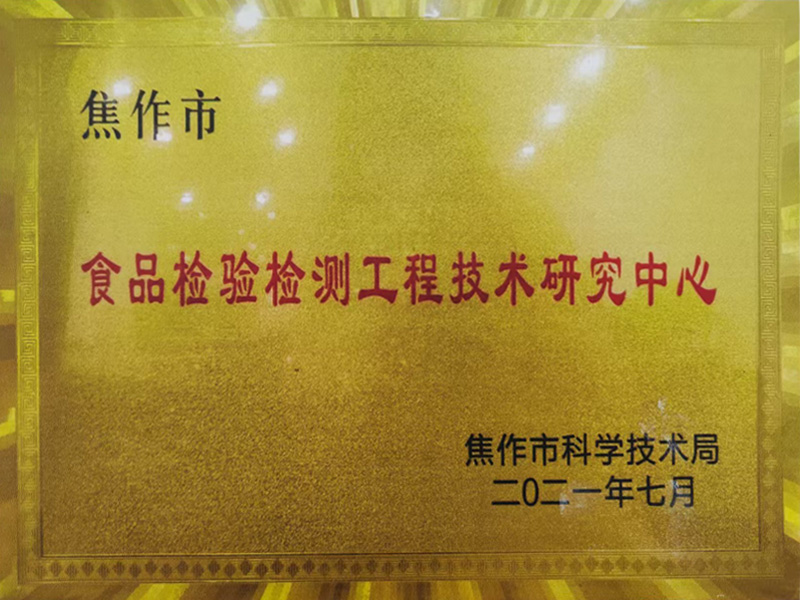 焦作市
食品检验检测工程技术研究中心
焦作市科学技术局
二0二一年七月